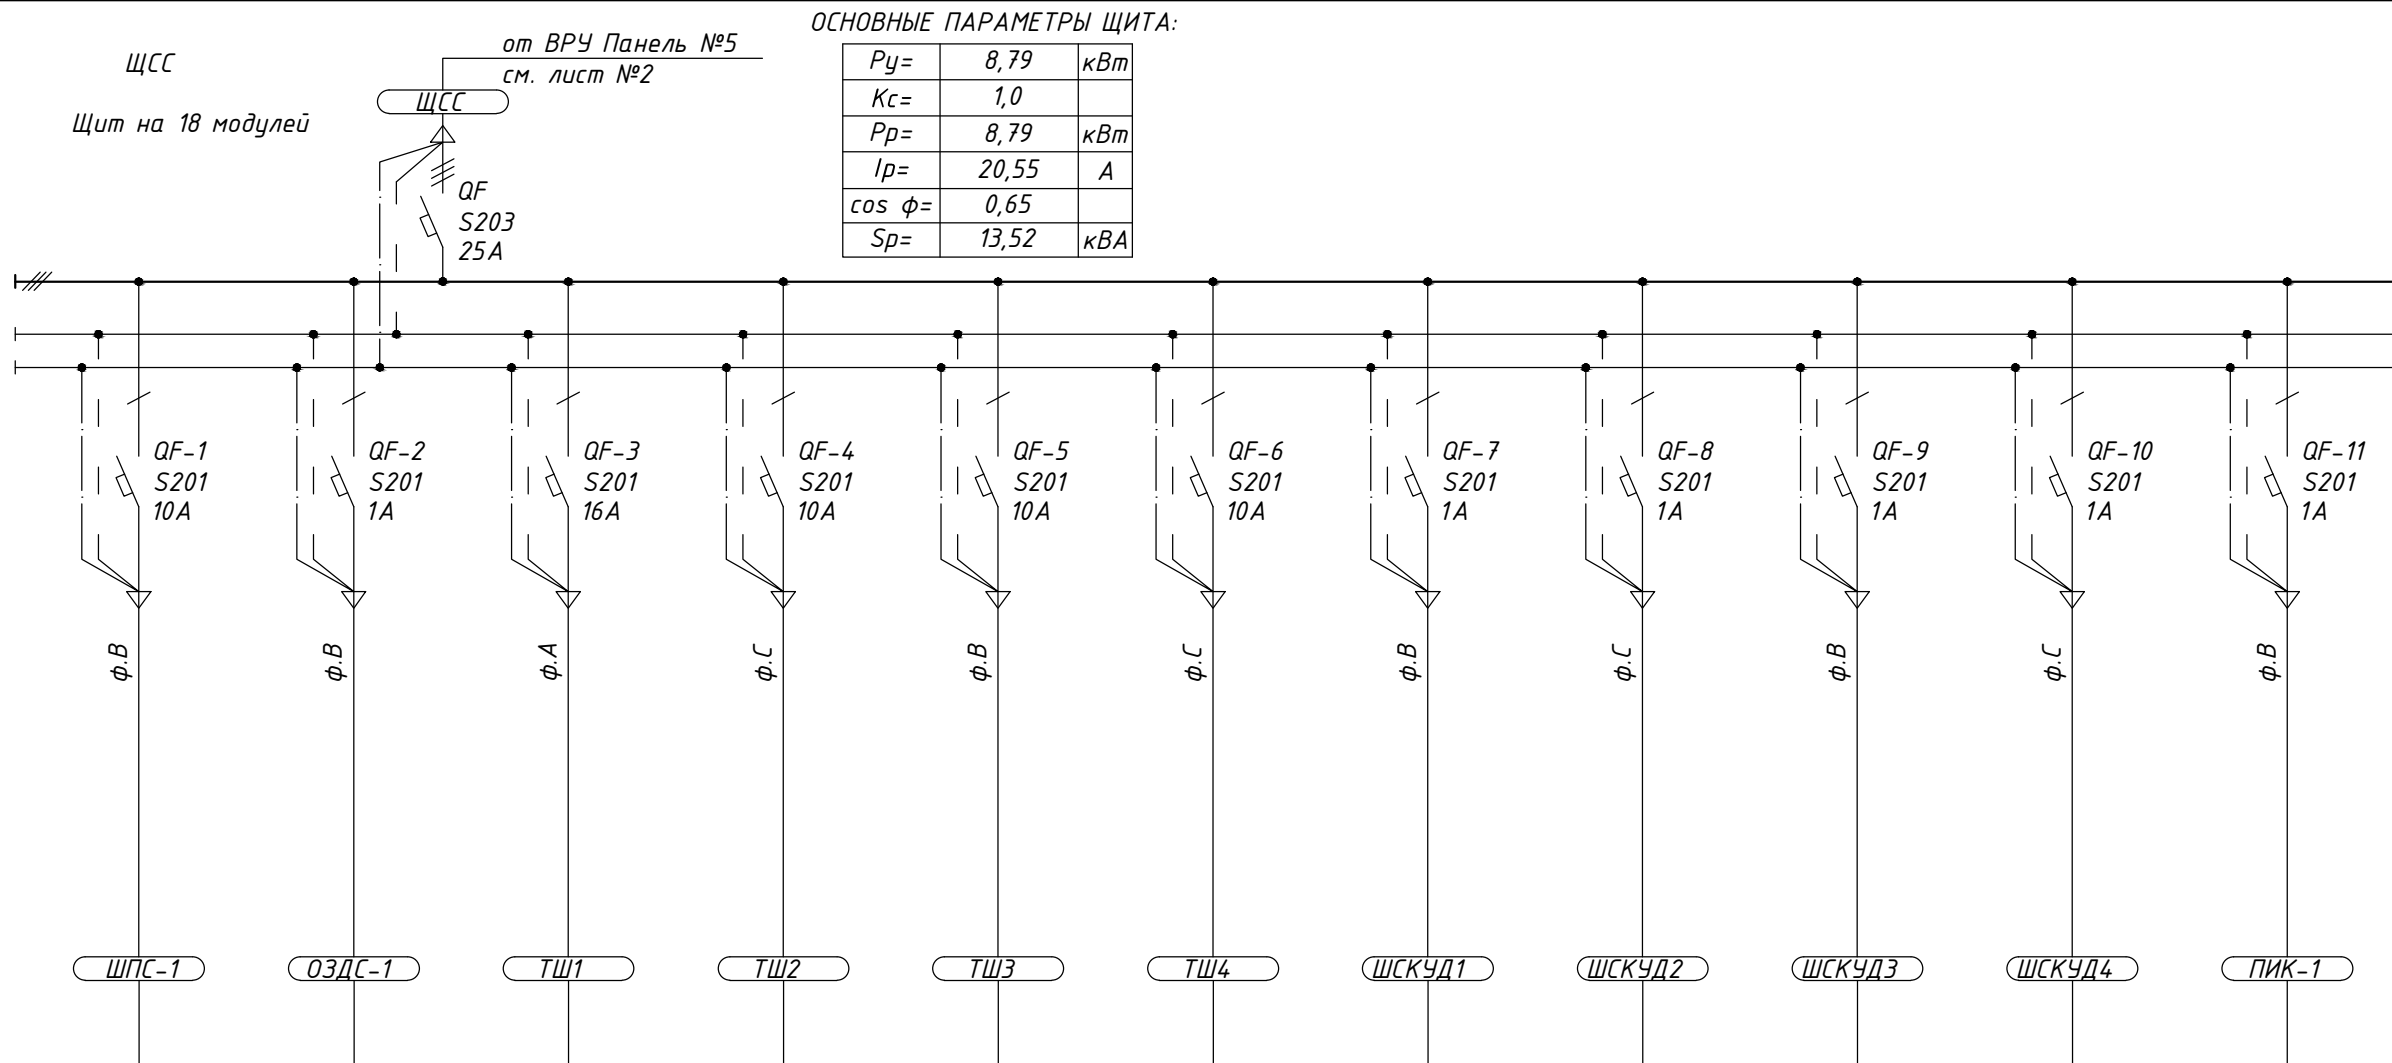 ОСНОВНЫЕ ПАРАМЕТРЫ ЩИТА:
ЩСС
Щит на 18 модулей
от ВРУ Панель №5
см. лист №2
ЩСС
QF
S203
25А
Ру= 8,79 кВт
Кс= 1,0
Рр= 8,79 кВт
Iр= 20,55 А
cos ф= 0,65
Sр= 13,52 кВА
QF-1
S201
10А
QF-2
S201
1А
QF-3
S201
16А
QF-4
S201
10А
QF-5
S201
10А
QF-6
S201
10А
QF-7
S201
1А
QF-8
S201
1А
QF-9
S201
1А
QF-10
S201
1А
QF-11
S201
1А
ф.В
ф.В
ф.А
ф.С
ф.В
ф.С
ф.В
ф.С
ф.В
ф.С
ф.В
ШПС-1
ОЗДС-1
ТШ1
ТШ2
ТШ3
ТШ4
ШСКУД1
ШСКУД2
ШСКУД3
ШСКУД4
ПИК-1